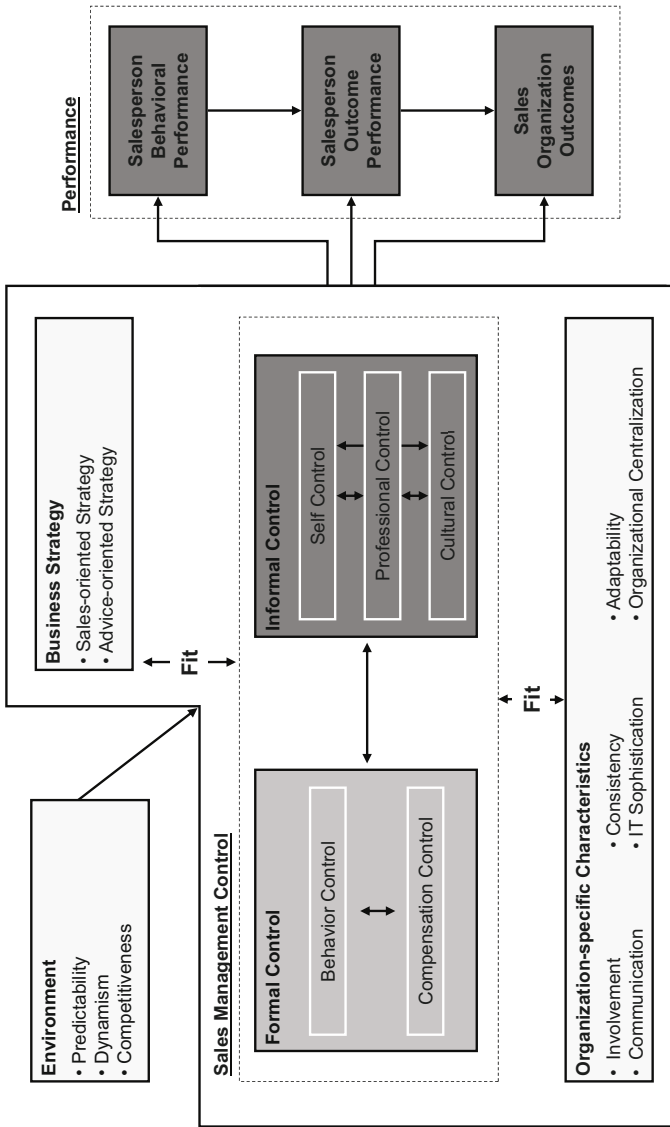 Environment
• Predictability
• Dynamism
• Competitiveness
Business Strategy
• Sales-oriented Strategy
• Advice-oriented Strategy
Fit
Sales Management Control
Formal Control
Behavior Control
Compensation Control
Informal Control
Self Control
Professional Control
Cultural Control
Fit
Organization-specific Characteristics
• Involvement
• Communication
• Consistency
• IT Sophistication
• Adaptability
• Organizational Centralization
Performance
Salesperson
Behavioral
Performance
Salesperson
Outcome
Performance
Sales
Organization
Outcomes